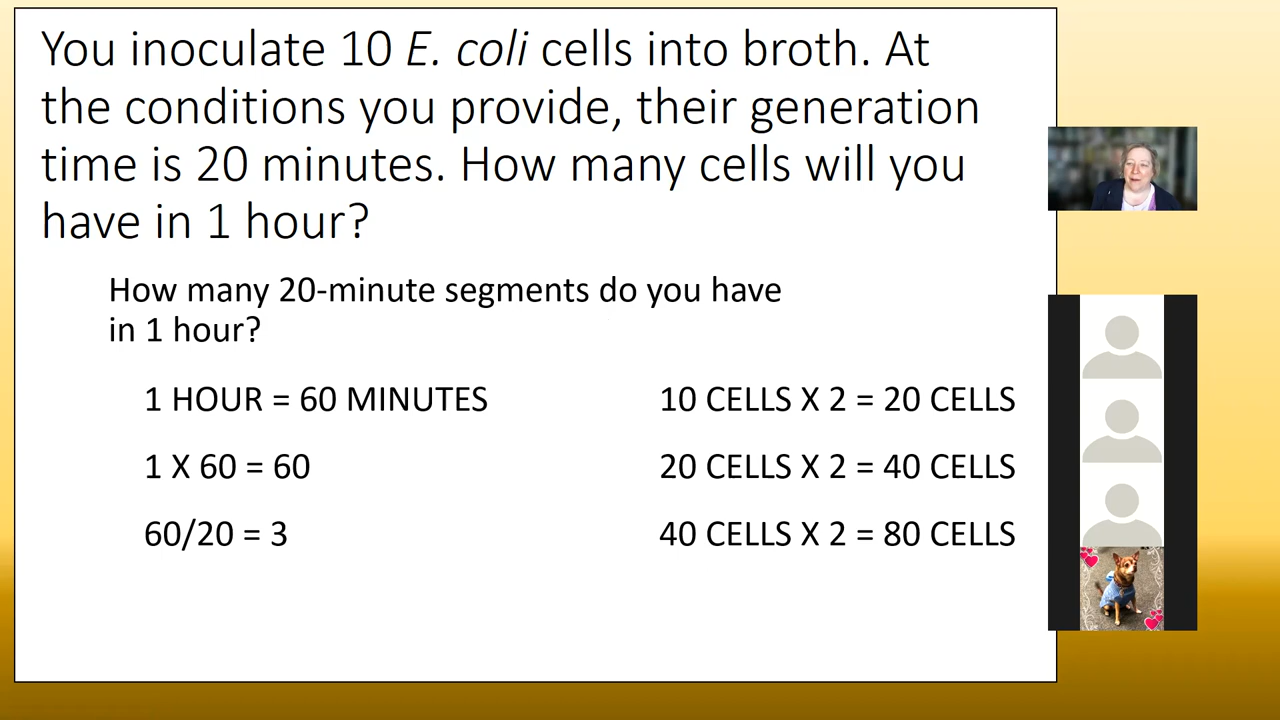 You inoculate 10 E. coli cells into broth. At
the conditions you provide, their generation
time is 20 minutes. How many cells will you
have in 1 hour?
How many 20-minute segments do you have
in 1 hour?
1 HOUR = 60 MINUTES
1 X 60 = 60
60/20 = 3
10 CELLS X 2 = 20 CELLS
20 CELLS X 2 = 40 CELLS
40 CELLS X 2 = 80 CELLS